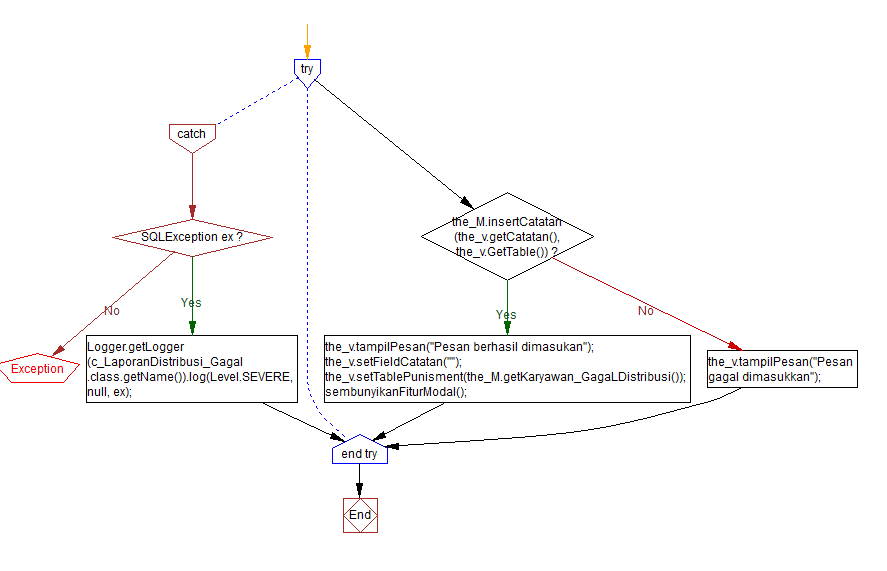 try
catch
SQLException ex ?
the_M.insertCatatan
(the_v.getCatatan(),
the_v.GetTable()) ?
No
Yes
Yes
No
Exception
Logger.getLogger
(c_LaporanDistribusi_Gagal
.class.getName()).log(Level.SEVERE,
null, ex);
the_v.tampilPesan("Pesan berhasil dimasukan");
the_v.setFieldCatatan("");
the_v.setTablePunisment(the_M.getKaryawan_GagaLDistribusi());
sembunyikanFiturModal();
the_v.tampilPesan("Pesan
gagal dimasukkan");
end try
End